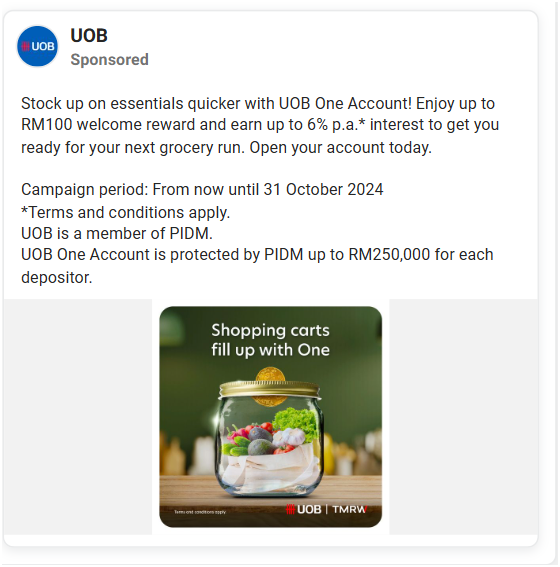 UOB
UOB
Sponsored
Stock up on essentials quicker with UOB One Account! Enjoy up to
RM100 welcome reward and earn up to 6% p.a.* interest to get you
ready for your next grocery run. Open your account today.
Campaign period: From now until 31 October 2024
*Terms and conditions apply.
UOB is a member of PIDM.
UOB One Account is protected by PIDM up to RM250,000 for each
depositor.
Shopping carts
fill up with One
Terms and conditions apply.
UOB | TMRW